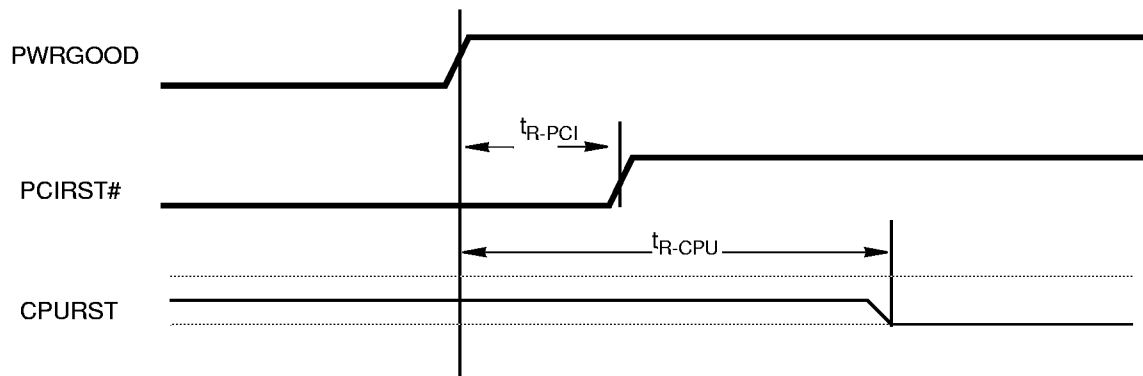 PWRGOOD
tR-PCI
PCIRST#
tR-CPU
CPURST